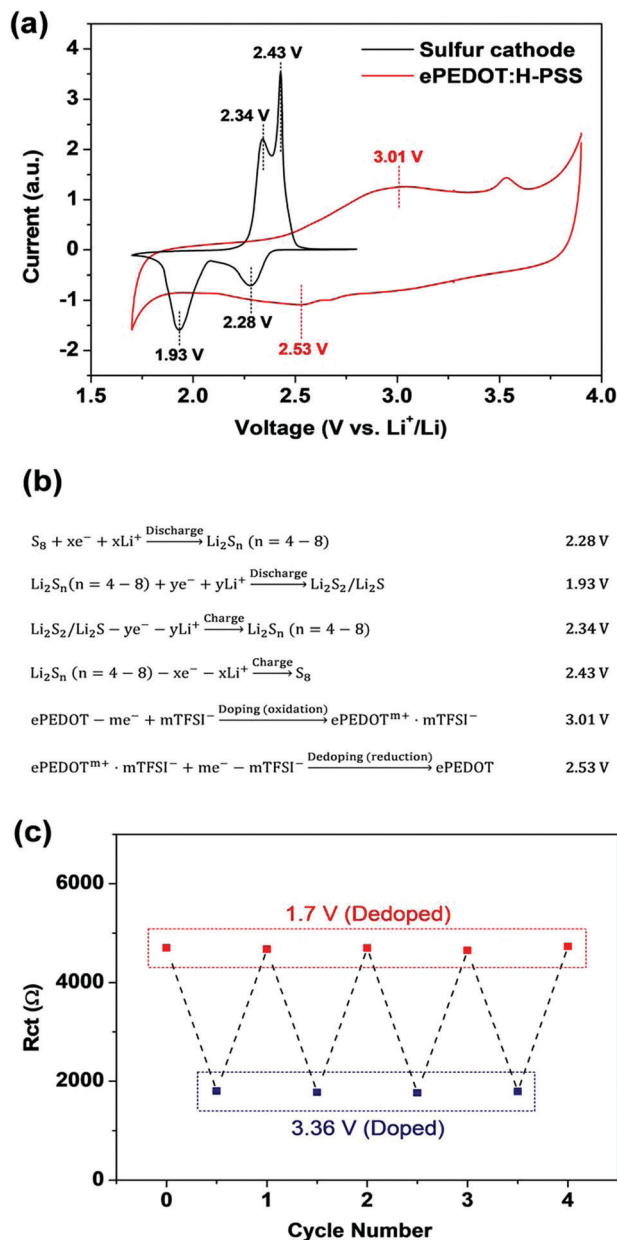 (a)
2.43 V
Sulfur cathode
ePEDOT:H-PSS
2.34 V
3.01 V
2.28 V
1.93 V
2.53 V
4
3
2
1
0
-1
-2
Current (a.u.)
1.5 2.0 2.5 3.0 3.5 4.0
Voltage (V vs. Li⁺/Li)
(b)
S₈ + xe⁻ + xLi⁺ —Discharge→ Li₂Sₙ (n = 4 – 8) 2.28 V
Li₂Sₙ(n = 4 – 8) + ye⁻ + yLi⁺ —Discharge→ Li₂S₂/Li₂S 1.93 V
Li₂S₂/Li₂S – ye⁻ – yLi⁺ —Charge→ Li₂Sₙ (n = 4 – 8) 2.34 V
Li₂Sₙ (n = 4 – 8) – xe⁻ – xLi⁺ —Charge→ S₈ 2.43 V
ePEDOT – me⁻ + mTFSI⁻ —Doping (oxidation)→ ePEDOTᵐ⁺ · mTFSI⁻ 3.01 V
ePEDOTᵐ⁺ · mTFSI⁻ + me⁻ – mTFSI⁻ —Dedoping (reduction)→ ePEDOT 2.53 V
(c)
6000
4000
2000
0
Rct (Ω)
1.7 V (Dedoped)
3.36 V (Doped)
0 1 2 3 4
Cycle Number